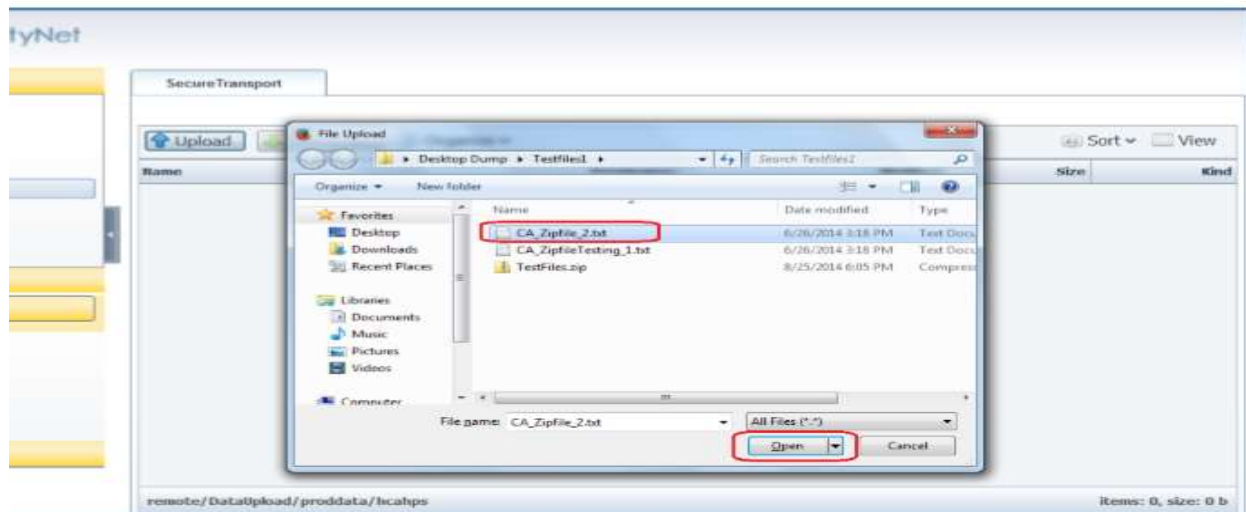 tyNet
SecureTransport
Upload
Sort
View
Name
Size
Kind
File Upload
Desktop Dump
Testfiles1
Search Testfiles1
Organize
New folder
Favorites
Desktop
Downloads
Recent Places
Libraries
Documents
Music
Pictures
Videos
Computer
Name
Date modified
Type
CA_Zipfile_2.txt
6/26/2014 3:18 PM
Text Docu
CA_ZipfileTesting_1.txt
6/26/2014 3:18 PM
Text Docu
TestFiles.zip
8/25/2014 6:05 PM
Compress
File name: CA_Zipfile_2.txt
All Files (*.*)
Open
Cancel
remote/DataUpload/proddata/hcahps
items: 0, size: 0 b